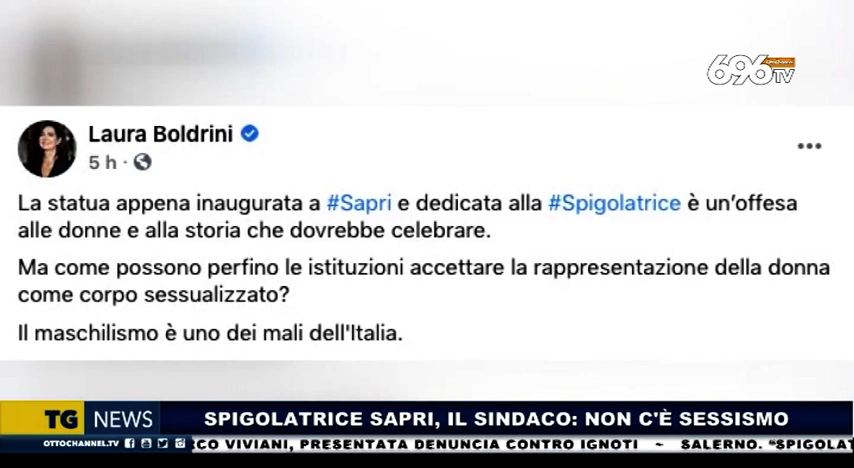 696 TV
Laura Boldrini
5 h ·
La statua appena inaugurata a #Sapri e dedicata alla #Spigolatrice è un'offesa
alle donne e alla storia che dovrebbe celebrare.
Ma come possono perfino le istituzioni accettare la rappresentazione della donna
come corpo sessualizzato?
Il maschilismo è uno dei mali dell'Italia.
TG NEWS SPIGOLATRICE SAPRI, IL SINDACO: NON C'È SESSISMO
OTTOCHANNEL.TV RCO VIVIANI, PRESENTATA DENUNCIA CONTRO IGNOTI ~ SALERNO. "SPIGOLAT